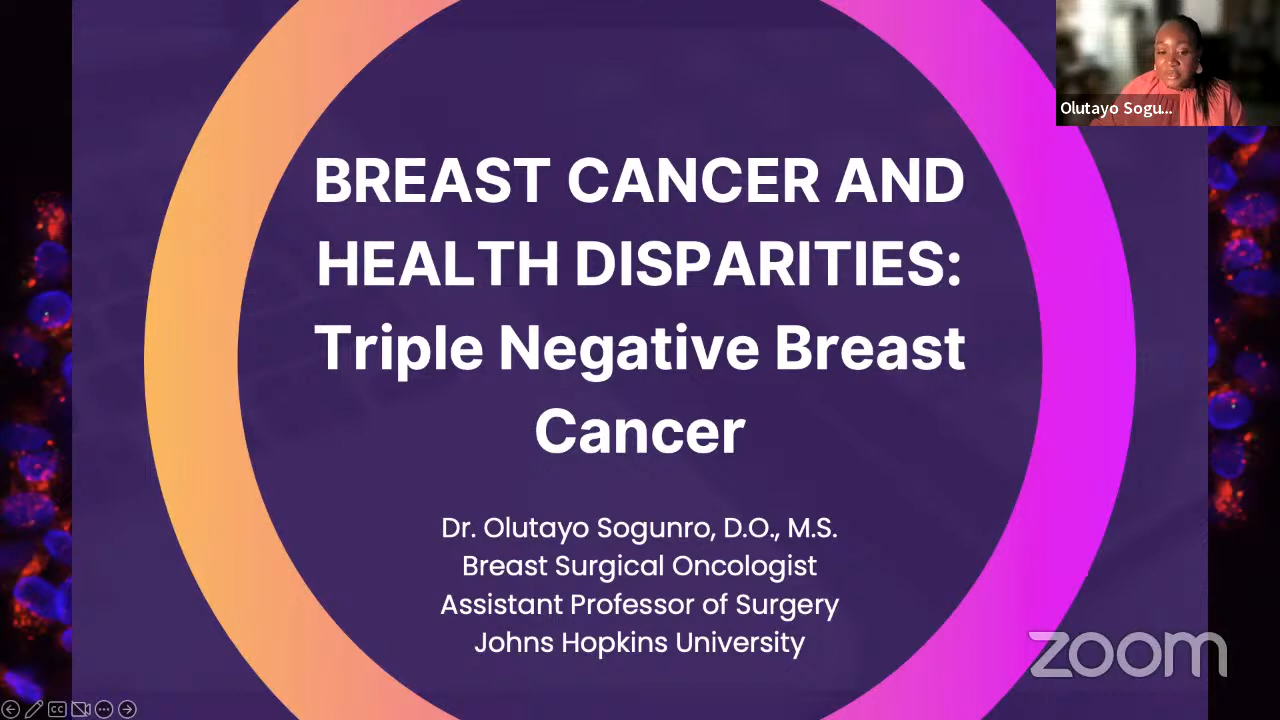 BREAST CANCER AND
HEALTH DISPARITIES:
Triple Negative Breast
Cancer
Dr. Olutayo Sogunro, D.O., M.S.
Breast Surgical Oncologist
Assistant Professor of Surgery
Johns Hopkins University
Olutayo Sogu...
zoom
CC